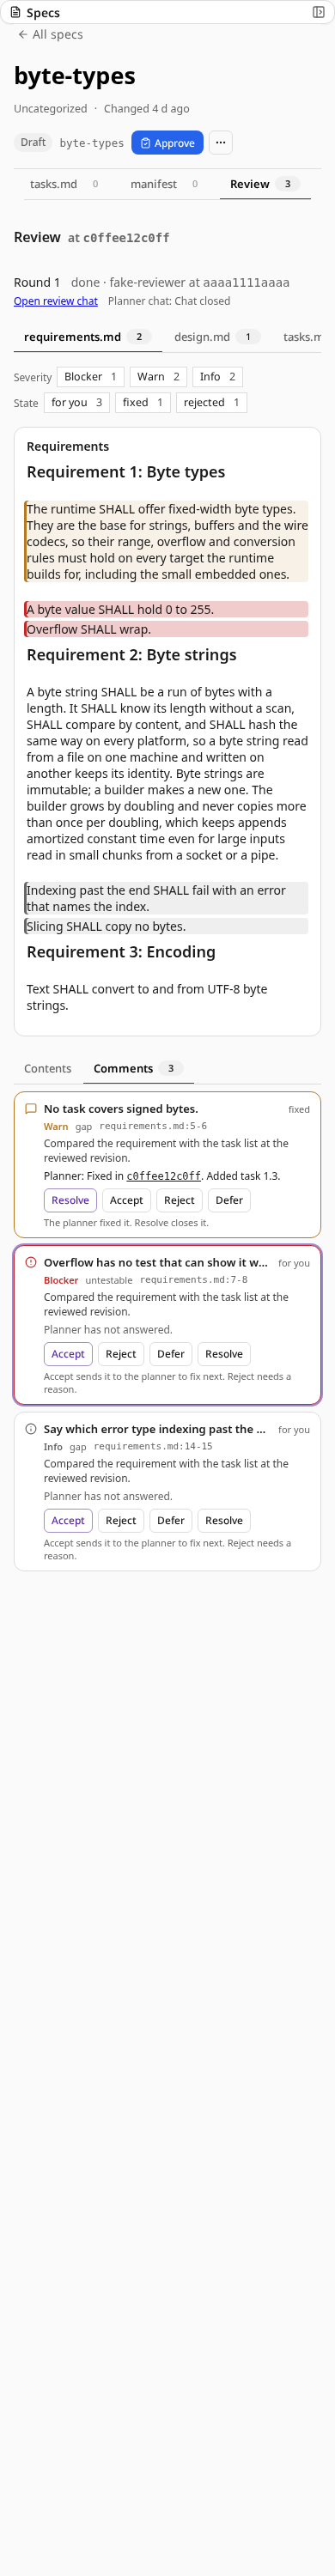 Specs
← All specs
byte-types
Uncategorized · Changed 4 d ago
Draft byte-types Approve ...
tasks.md 0 manifest 0 Review 3
Review at c0ffee12c0ff
Round 1 done · fake-reviewer at aaaa1111aaaa
Open review chat Planner chat: Chat closed
requirements.md 2 design.md 1 tasks.m
Severity Blocker 1 Warn 2 Info 2
State for you 3 fixed 1 rejected 1
Requirements
Requirement 1: Byte types
The runtime SHALL offer fixed-width byte types.
They are the base for strings, buffers and the wire
codecs, so their range, overflow and conversion
rules must hold on every target the runtime
builds for, including the small embedded ones.
A byte value SHALL hold 0 to 255.
Overflow SHALL wrap.
Requirement 2: Byte strings
A byte string SHALL be a run of bytes with a
length. It SHALL know its length without a scan,
SHALL compare by content, and SHALL hash the
same way on every platform, so a byte string read
from a file on one machine and written on
another keeps its identity. Byte strings are
immutable; a builder makes a new one. The
builder grows by doubling and never copies more
than once per doubling, which keeps appends
amortized constant time even for large inputs
read in small chunks from a socket or a pipe.
Indexing past the end SHALL fail with an error
that names the index.
Slicing SHALL copy no bytes.
Requirement 3: Encoding
Text SHALL convert to and from UTF-8 byte
strings.
Contents Comments 3
No task covers signed bytes. fixed
Warn gap requirements.md:5-6
Compared the requirement with the task list at the
reviewed revision.
Planner: Fixed in c0ffee12c0ff. Added task 1.3.
Resolve Accept Reject Defer
The planner fixed it. Resolve closes it.
Overflow has no test that can show it w... for you
Blocker untestable requirements.md:7-8
Compared the requirement with the task list at the
reviewed revision.
Planner has not answered.
Accept Reject Defer Resolve
Accept sends it to the planner to fix next. Reject needs a
reason.
Say which error type indexing past the ... for you
Info gap requirements.md:14-15
Compared the requirement with the task list at the
reviewed revision.
Planner has not answered.
Accept Reject Defer Resolve
Accept sends it to the planner to fix next. Reject needs a
reason.